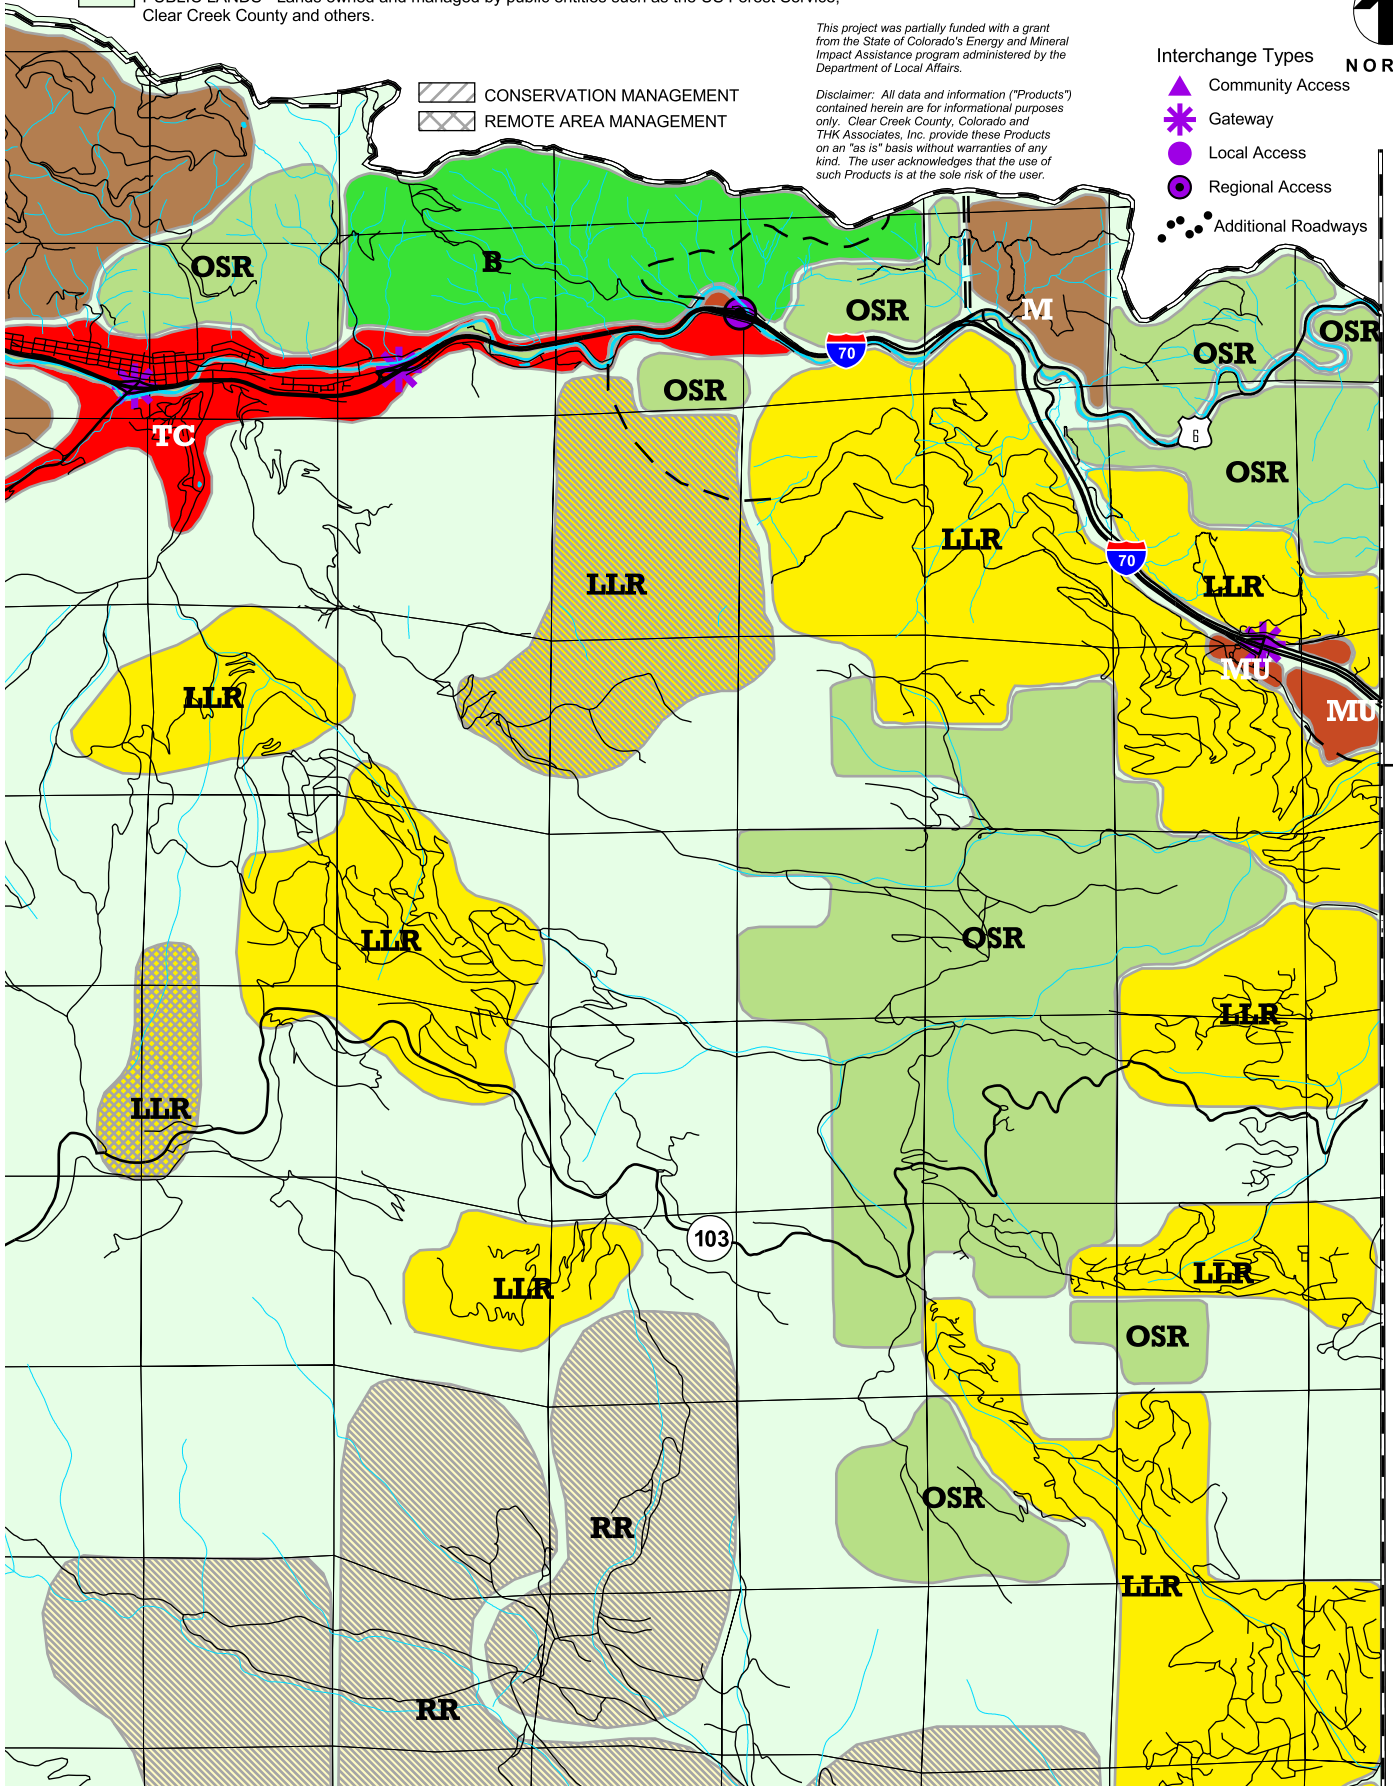 Clear Creek County and others.
This project was partially funded with a grant
from the State of Colorado's Energy and Mineral
Impact Assistance program administered by the
Department of Local Affairs.
Disclaimer:  All data and information ("Products")
contained herein are for informational purposes
only.  Clear Creek County, Colorado and
THK Associates, Inc. provide these Products
on an "as is" basis without warranties of any
kind.  The user acknowledges that the use of
such Products is at the sole risk of the user.
CONSERVATION MANAGEMENT
REMOTE AREA MANAGEMENT
Interchange Types
Community Access
Gateway
Local Access
Regional Access
Additional Roadways
OSR
B
OSR
M
OSR
OSR
70
OSR
TC
6
OSR
LLR
LLR
70
LLR
MU
LLR
MU
LLR
OSR
LLR
LLR
103
LLR
LLR
OSR
OSR
RR
LLR
RR